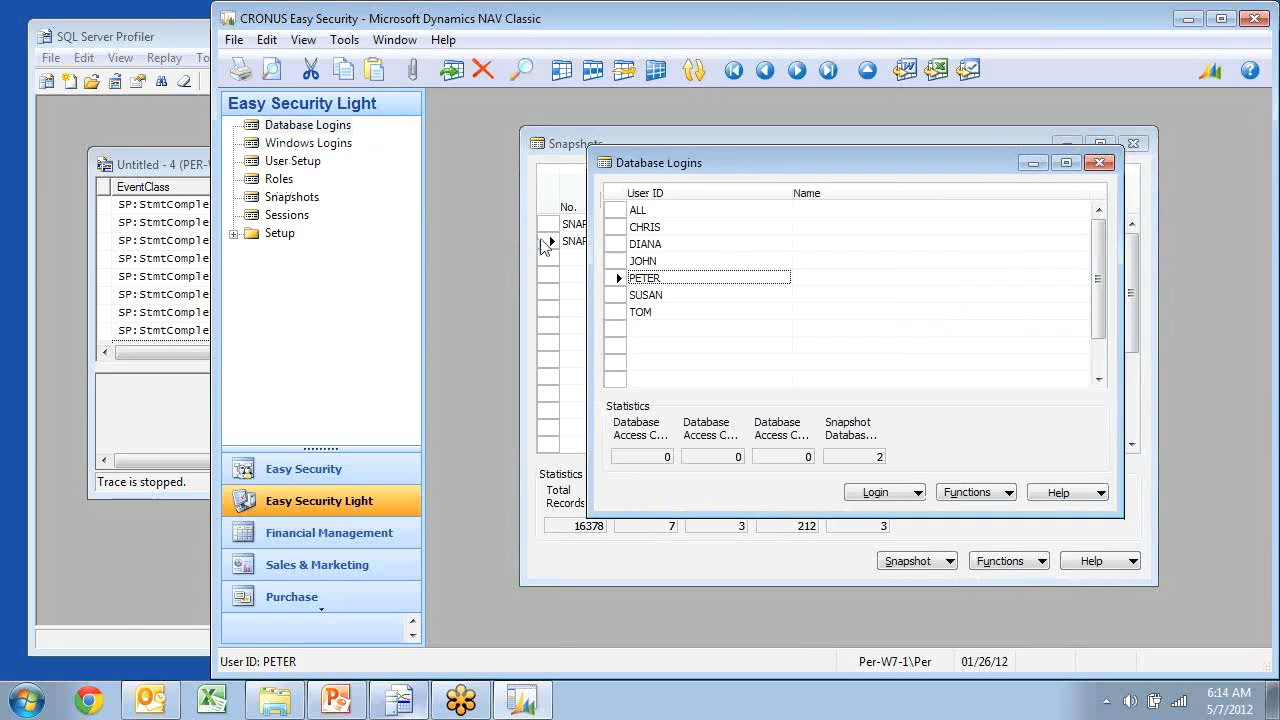 SQL Server Profiler
File Edit View Replay To
Untitled - 4 (PER-W
EventClass
SP:StmtComple
SP:StmtComple
SP:StmtComple
SP:StmtComple
SP:StmtComple
SP:StmtComple
SP:StmtComple
SP:StmtComple
Trace is stopped.
CRONUS Easy Security - Microsoft Dynamics NAV Classic
File Edit View Tools Window Help
Easy Security Light
Database Logins
Windows Logins
User Setup
Roles
Snapshots
Sessions
Setup
Easy Security
Easy Security Light
Financial Management
Sales & Marketing
Purchase
Snapshots
No.
SNAP
SNAP
Database Logins
User ID Name
ALL
CHRIS
DIANA
JOHN
PETER
SUSAN
TOM
Statistics
Database Database Database Snapshot
Access C... Access C... Access C... Databas...
0 0 0 2
Login Functions Help
Statistics
Total
Records
16378 7 3 212 3
Snapshot Functions Help
User ID: PETER Per-W7-1\Per 01/26/12
6:14 AM
5/7/2012